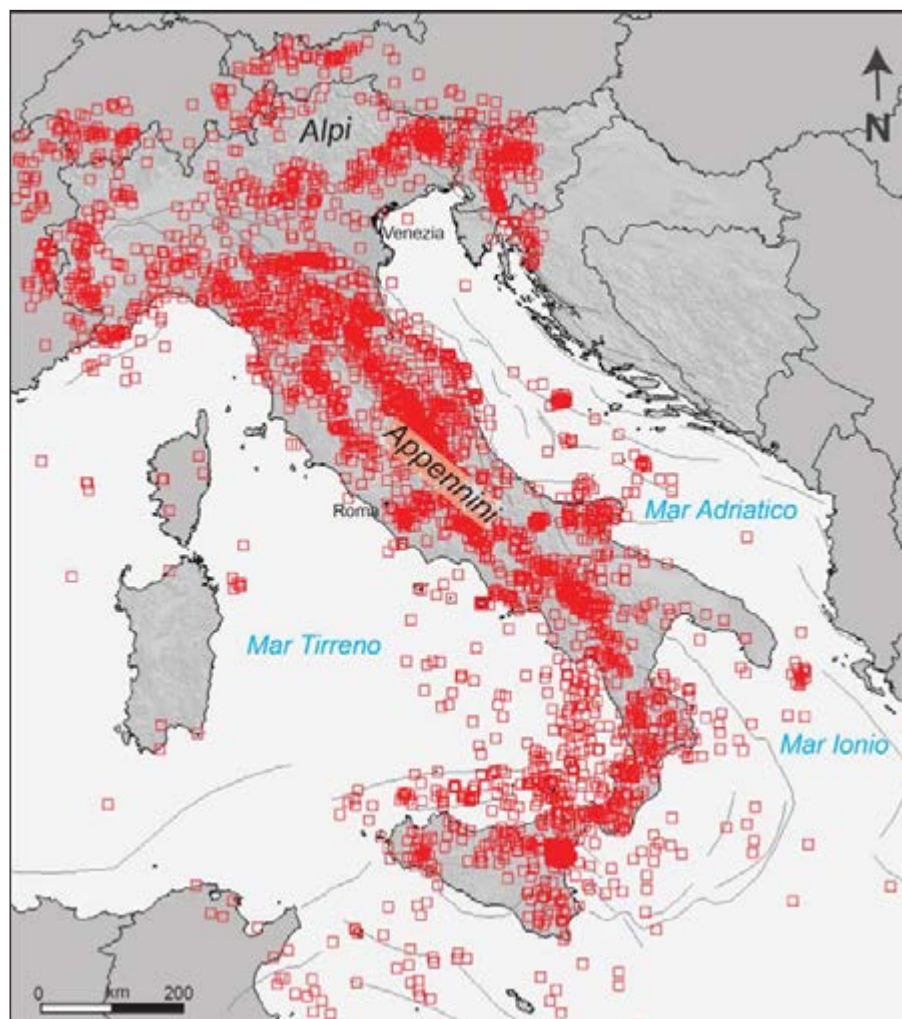 N
Alpi
Venezia
Appennini
Roma
Mar Adriatico
Mar Tirreno
Mar Ionio
0 km 200